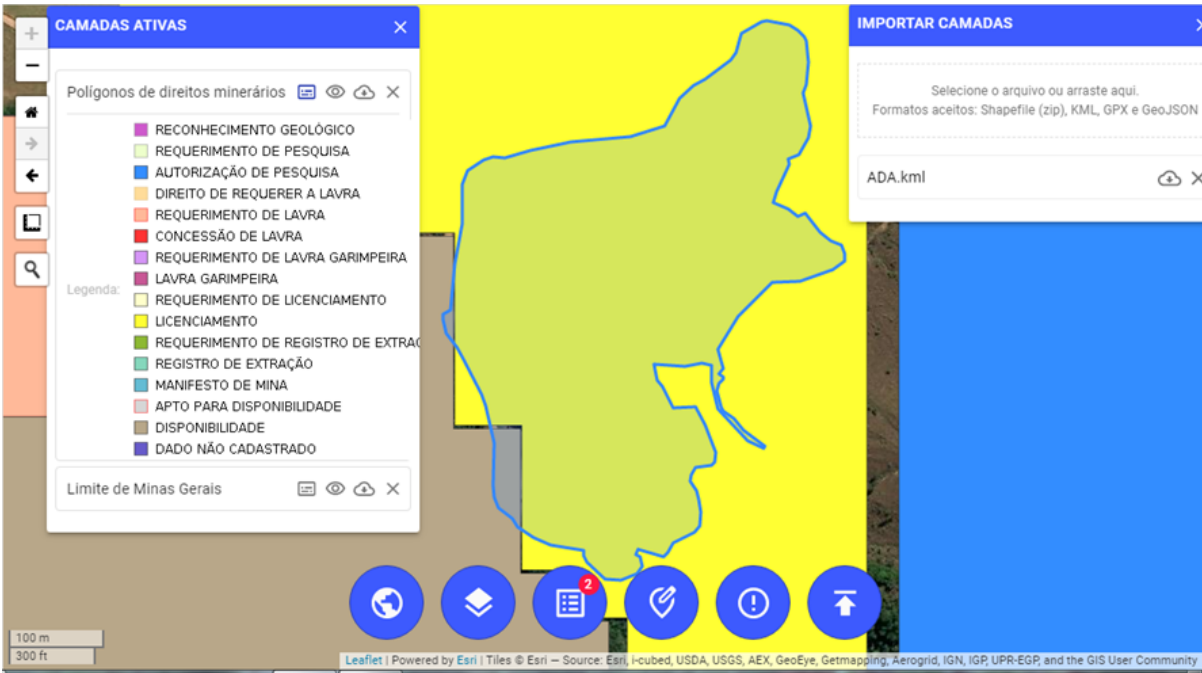 CAMADAS ATIVAS
Polígonos de direitos minerários
Legenda:
RECONHECIMENTO GEOLÓGICO
REQUERIMENTO DE PESQUISA
AUTORIZAÇÃO DE PESQUISA
DIREITO DE REQUERER A LAVRA
REQUERIMENTO DE LAVRA
CONCESSÃO DE LAVRA
REQUERIMENTO DE LAVRA GARIMPEIRA
LAVRA GARIMPEIRA
REQUERIMENTO DE LICENCIAMENTO
LICENCIAMENTO
REQUERIMENTO DE REGISTRO DE EXTRAÇ
REGISTRO DE EXTRAÇÃO
MANIFESTO DE MINA
APTO PARA DISPONIBILIDADE
DISPONIBILIDADE
DADO NÃO CADASTRADO
Limite de Minas Gerais
IMPORTAR CAMADAS
Selecione o arquivo ou arraste aqui.
Formatos aceitos: Shapefile (zip), KML, GPX e GeoJSON
ADA.kml
2
100 m
300 ft
Leaflet | Powered by Esri | Tiles © Esri — Source: Esri, i-cubed, USDA, USGS, AEX, GeoEye, Getmapping, Aerogrid, IGN, IGP, UPR-EGP, and the GIS User Community